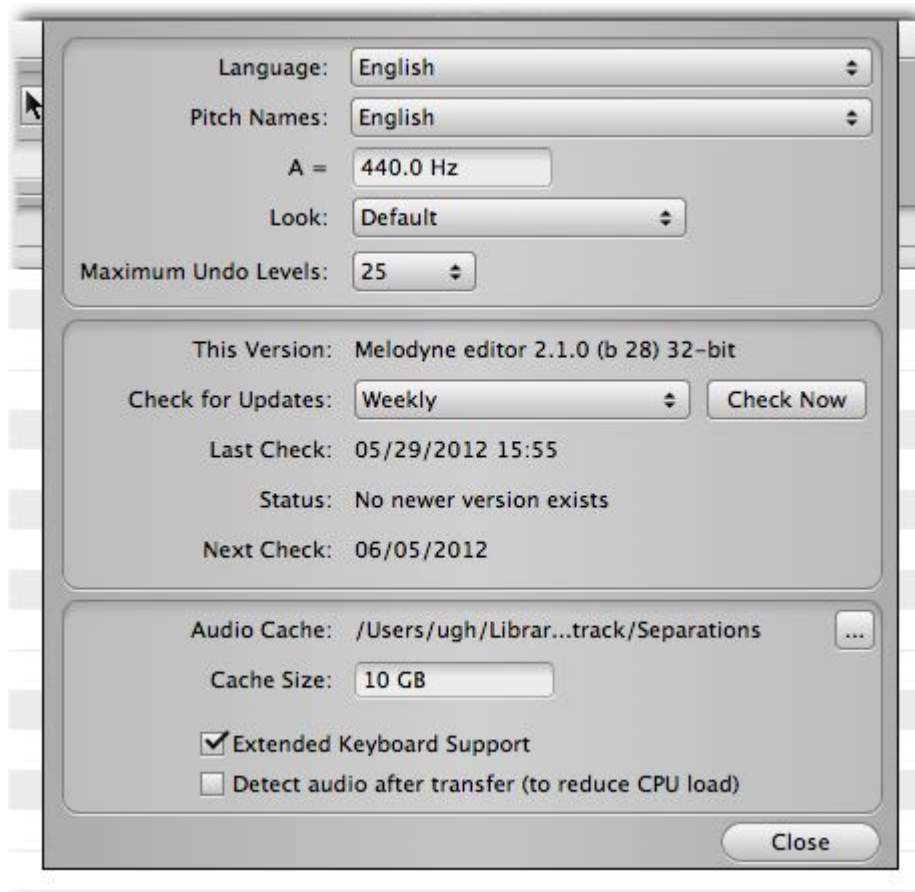 Language: English
Pitch Names: English
A = 440.0 Hz
Look: Default
Maximum Undo Levels: 25
This Version: Melodyne editor 2.1.0 (b 28) 32-bit
Check for Updates: Weekly Check Now
Last Check: 05/29/2012 15:55
Status: No newer version exists
Next Check: 06/05/2012
Audio Cache: /Users/ugh/Librar...track/Separations ...
Cache Size: 10 GB
Extended Keyboard Support
Detect audio after transfer (to reduce CPU load)
Close